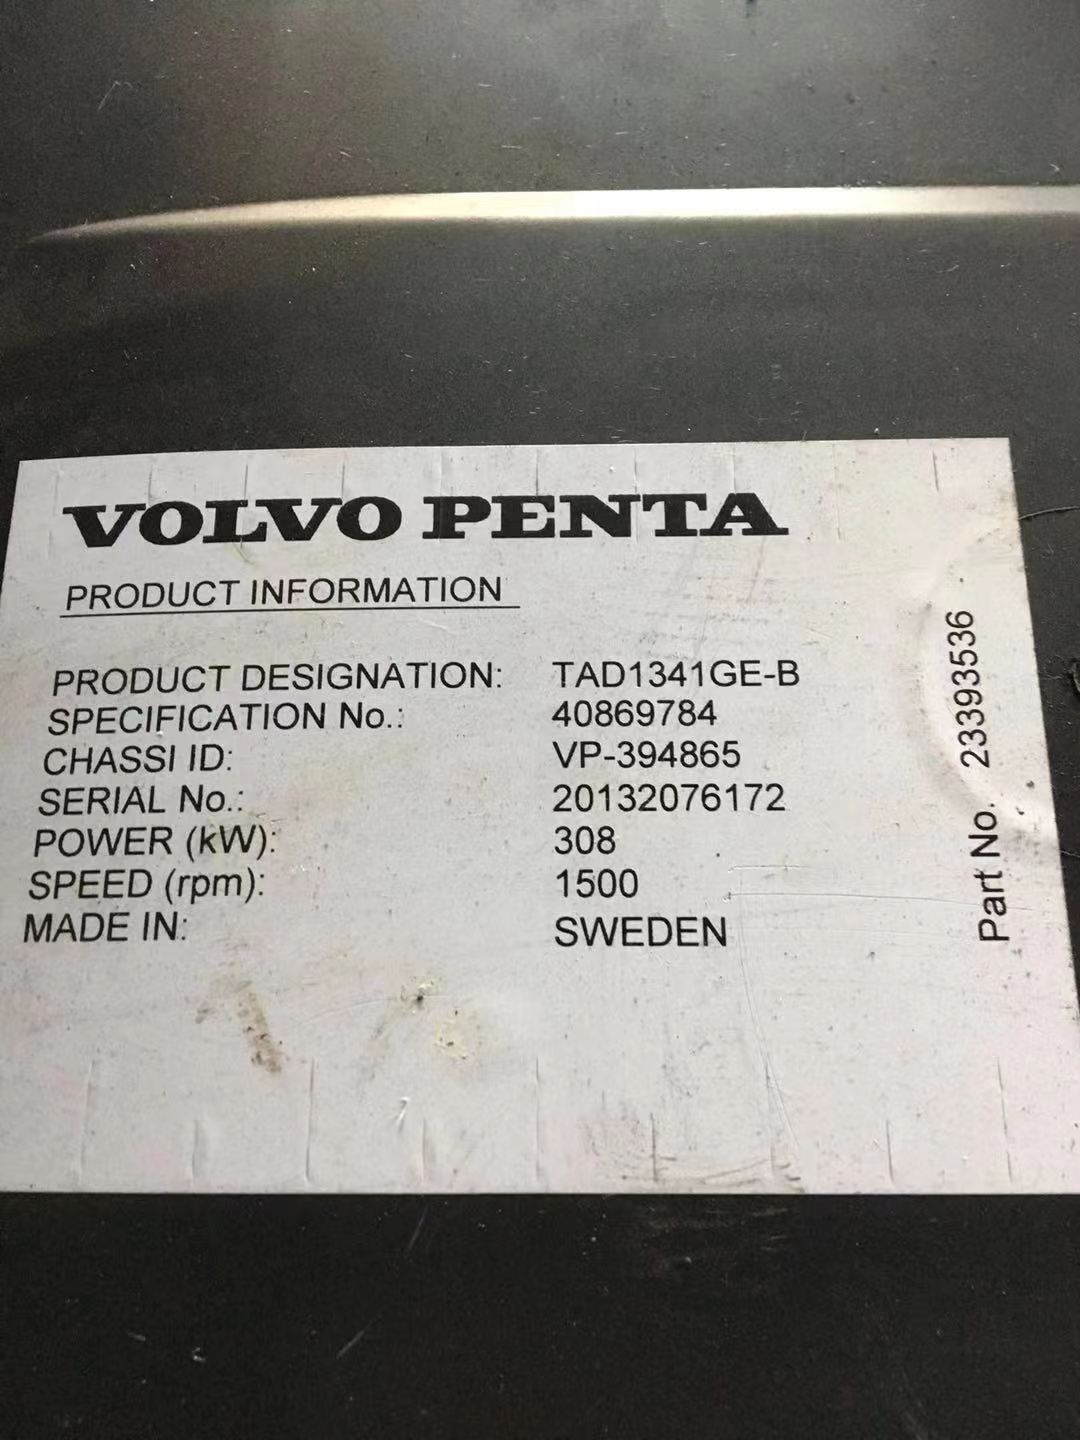 VOLVO PENTA
PRODUCT INFORMATION
PRODUCT DESIGNATION: TAD1341GE-B
SPECIFICATION No.: 40869784
CHASSI ID: VP-394865
SERIAL No.: 20132076172
POWER (kW): 308
SPEED (rpm): 1500
MADE IN: SWEDEN
Part No. 23393536